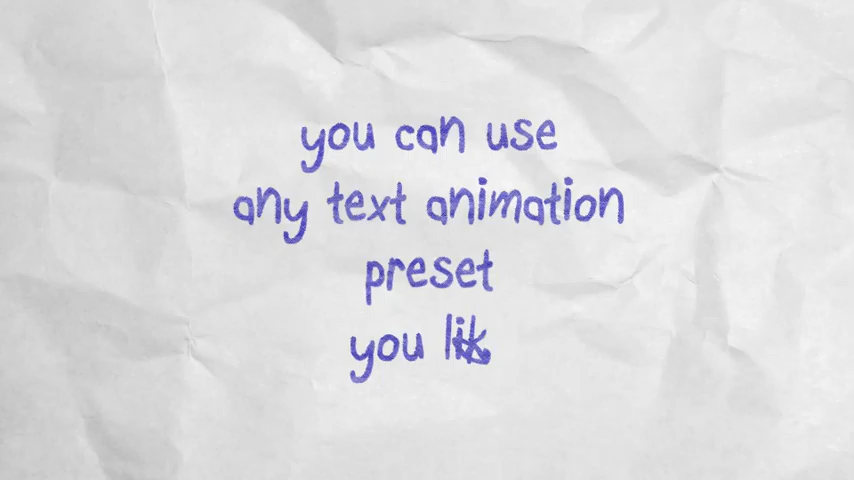 you can use
any text animation
preset
you lik